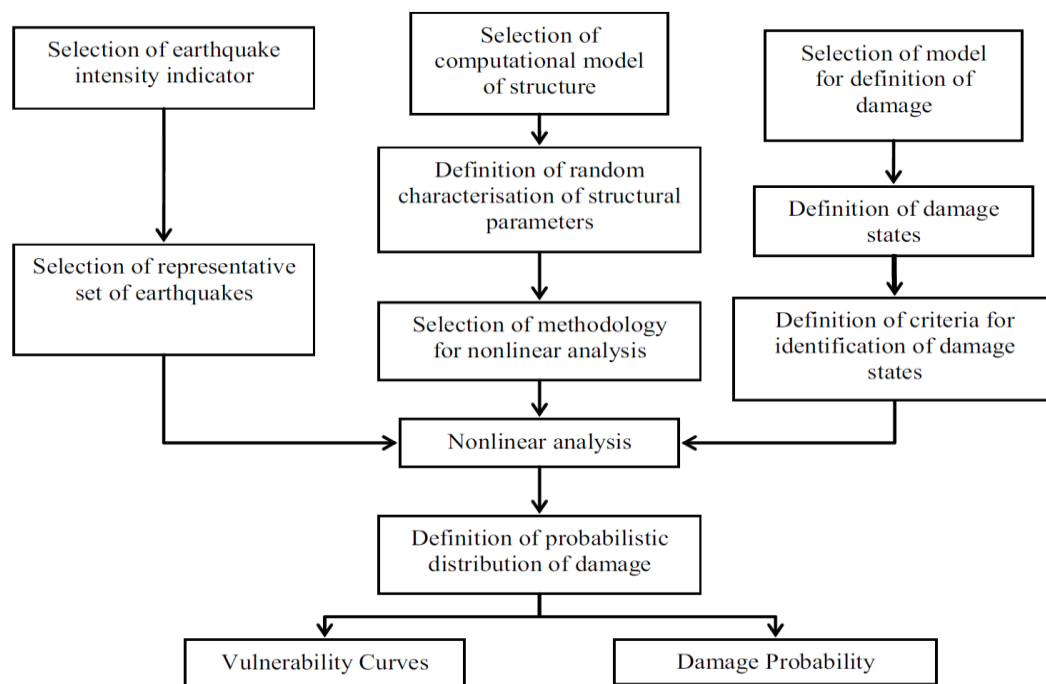 Selection of earthquake
intensity indicator
Selection of
computational model
of structure
Selection of model
for definition of
damage
Definition of random
characterisation of structural
parameters
Definition of damage
states
Selection of representative
set of earthquakes
Selection of methodology
for nonlinear analysis
Definition of criteria for
identification of damage
states
Nonlinear analysis
Definition of probabilistic
distribution of damage
Vulnerability Curves
Damage Probability